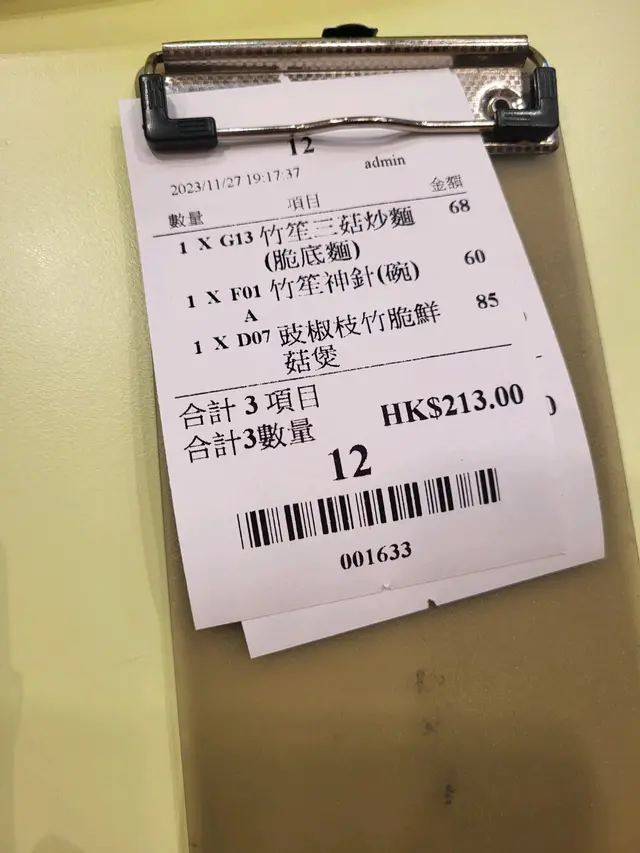 12
2023/11/27 19:17:37 admin
數量 項目 金額
1 X G13 竹笙三菇炒麵 68
(脆底麵)
1 X F01 竹笙神針(碗) 60
A
1 X D07 豉椒枝竹脆鮮 85
菇煲
合計 3 項目 HK$213.00
合計3數量
12
001633